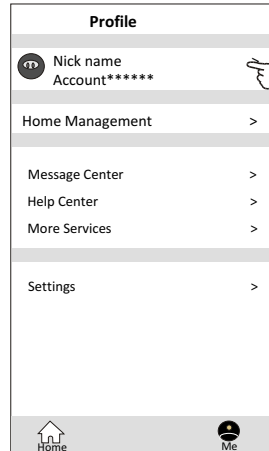 Profile
Nick name
Account******
Home Management >
Message Center >
Help Center >
More Services >
Settings >
Home
Me